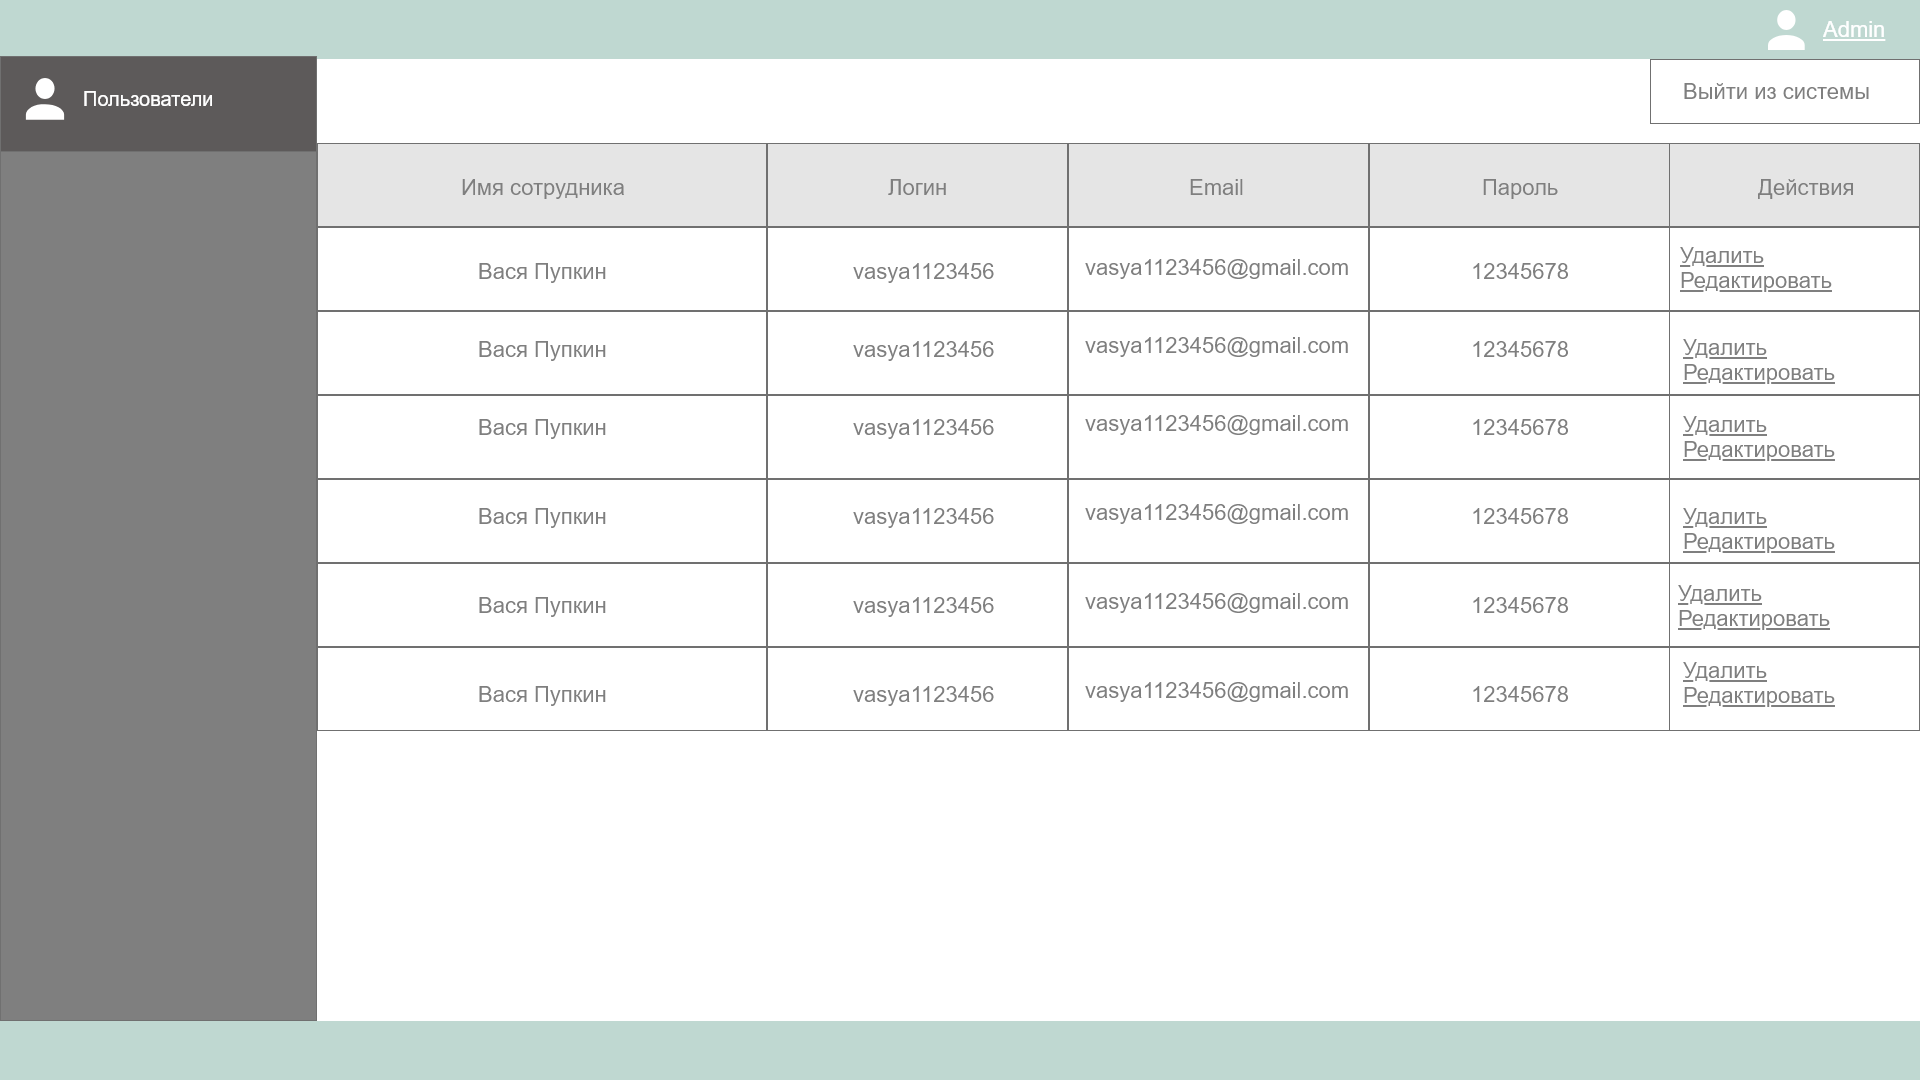 Admin
Пользователи
Выйти из системы
Имя сотрудника Логин Email Пароль Действия
Вася Пупкин vasya1123456 vasya1123456@gmail.com 12345678 Удалить
Редактировать
Вася Пупкин vasya1123456 vasya1123456@gmail.com 12345678 Удалить
Редактировать
Вася Пупкин vasya1123456 vasya1123456@gmail.com 12345678 Удалить
Редактировать
Вася Пупкин vasya1123456 vasya1123456@gmail.com 12345678 Удалить
Редактировать
Вася Пупкин vasya1123456 vasya1123456@gmail.com 12345678 Удалить
Редактировать
Вася Пупкин vasya1123456 vasya1123456@gmail.com 12345678 Удалить
Редактировать